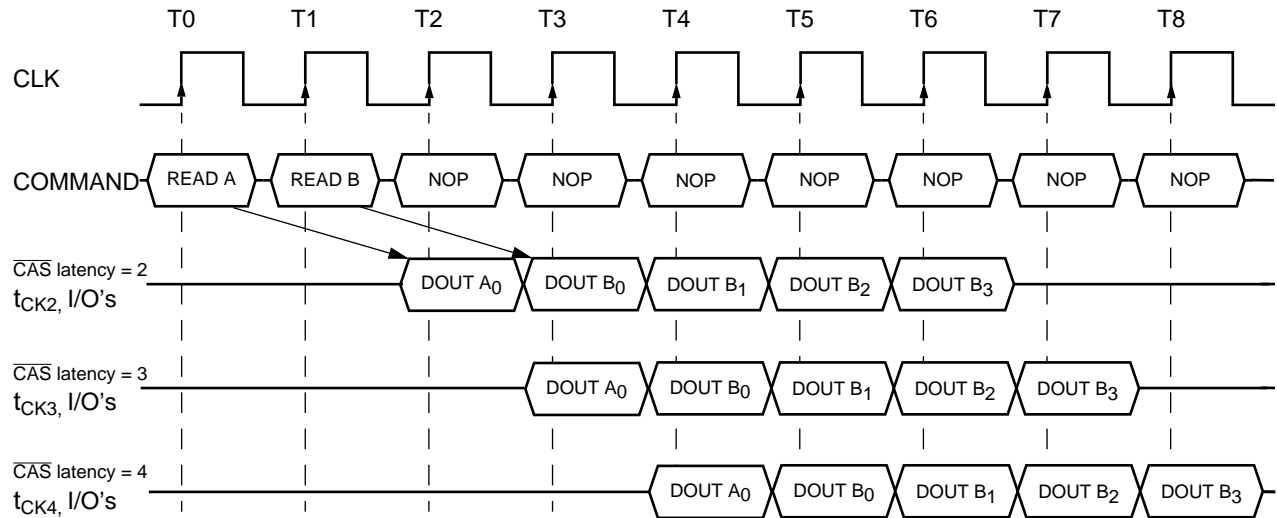 T0 T1 T2 T3 T4 T5 T6 T7 T8
CLK
COMMAND READ A READ B NOP NOP NOP NOP NOP NOP NOP
CAS latency = 2
tCK2, I/O's DOUT A0 DOUT B0 DOUT B1 DOUT B2 DOUT B3
CAS latency = 3
tCK3, I/O's DOUT A0 DOUT B0 DOUT B1 DOUT B2 DOUT B3
CAS latency = 4
tCK4, I/O's DOUT A0 DOUT B0 DOUT B1 DOUT B2 DOUT B3